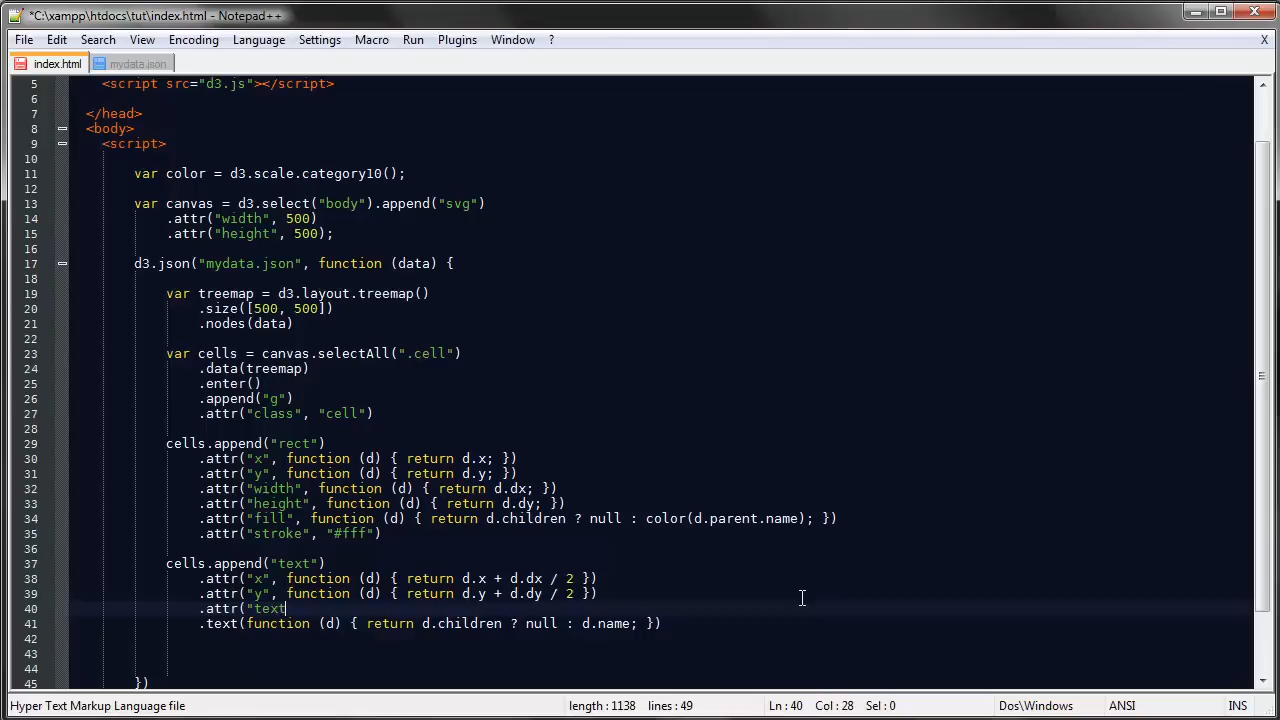 *C:\xampp\htdocs\tut\index.html - Notepad++
File Edit Search View Encoding Language Settings Macro Run Plugins Window ? X
index.html mydata.json
5 <script src="d3.js"></script>
6
7 </head>
8 <body>
9 <script>
10
11 var color = d3.scale.category10();
12
13 var canvas = d3.select("body").append("svg")
14 .attr("width", 500)
15 .attr("height", 500);
16
17 d3.json("mydata.json", function (data) {
18
19 var treemap = d3.layout.treemap()
20 .size([500, 500])
21 .nodes(data)
22
23 var cells = canvas.selectAll(".cell")
24 .data(treemap)
25 .enter()
26 .append("g")
27 .attr("class", "cell")
28
29 cells.append("rect")
30 .attr("x", function (d) { return d.x; })
31 .attr("y", function (d) { return d.y; })
32 .attr("width", function (d) { return d.dx; })
33 .attr("height", function (d) { return d.dy; })
34 .attr("fill", function (d) { return d.children ? null : color(d.parent.name); })
35 .attr("stroke", "#fff")
36
37 cells.append("text")
38 .attr("x", function (d) { return d.x + d.dx / 2 })
39 .attr("y", function (d) { return d.y + d.dy / 2 })
40 .attr("text
41 .text(function (d) { return d.children ? null : d.name; })
42
43
44
45 })
Hyper Text Markup Language file length : 1138 lines : 49 Ln : 40 Col : 28 Sel : 0 Dos\Windows ANSI INS